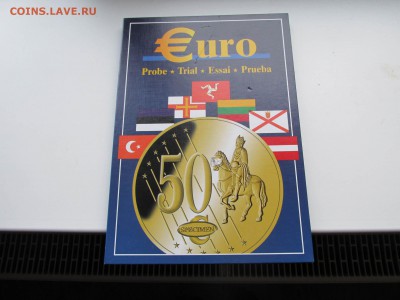 COINS.LAVE.RU
€uro
Probe • Trial • Essai • Prueba
50
SPECIMEN